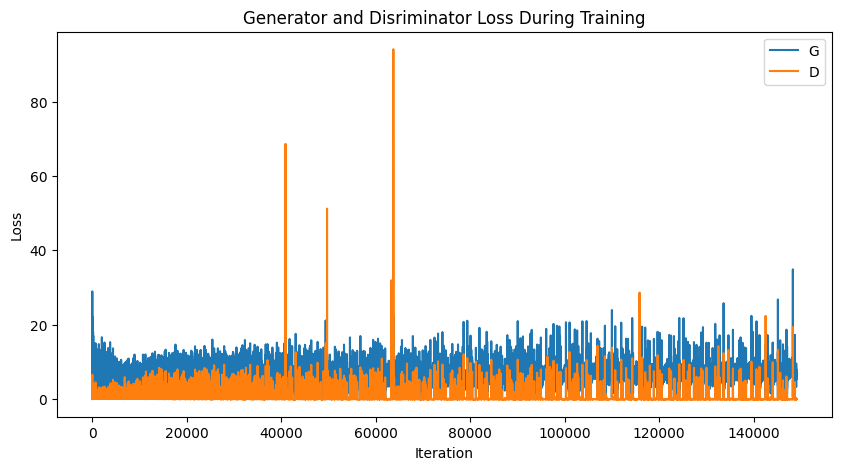 Generator and Disriminator Loss During Training
G
D
80
60
40
20
0
Loss
0 20000 40000 60000 80000 100000 120000 140000
Iteration